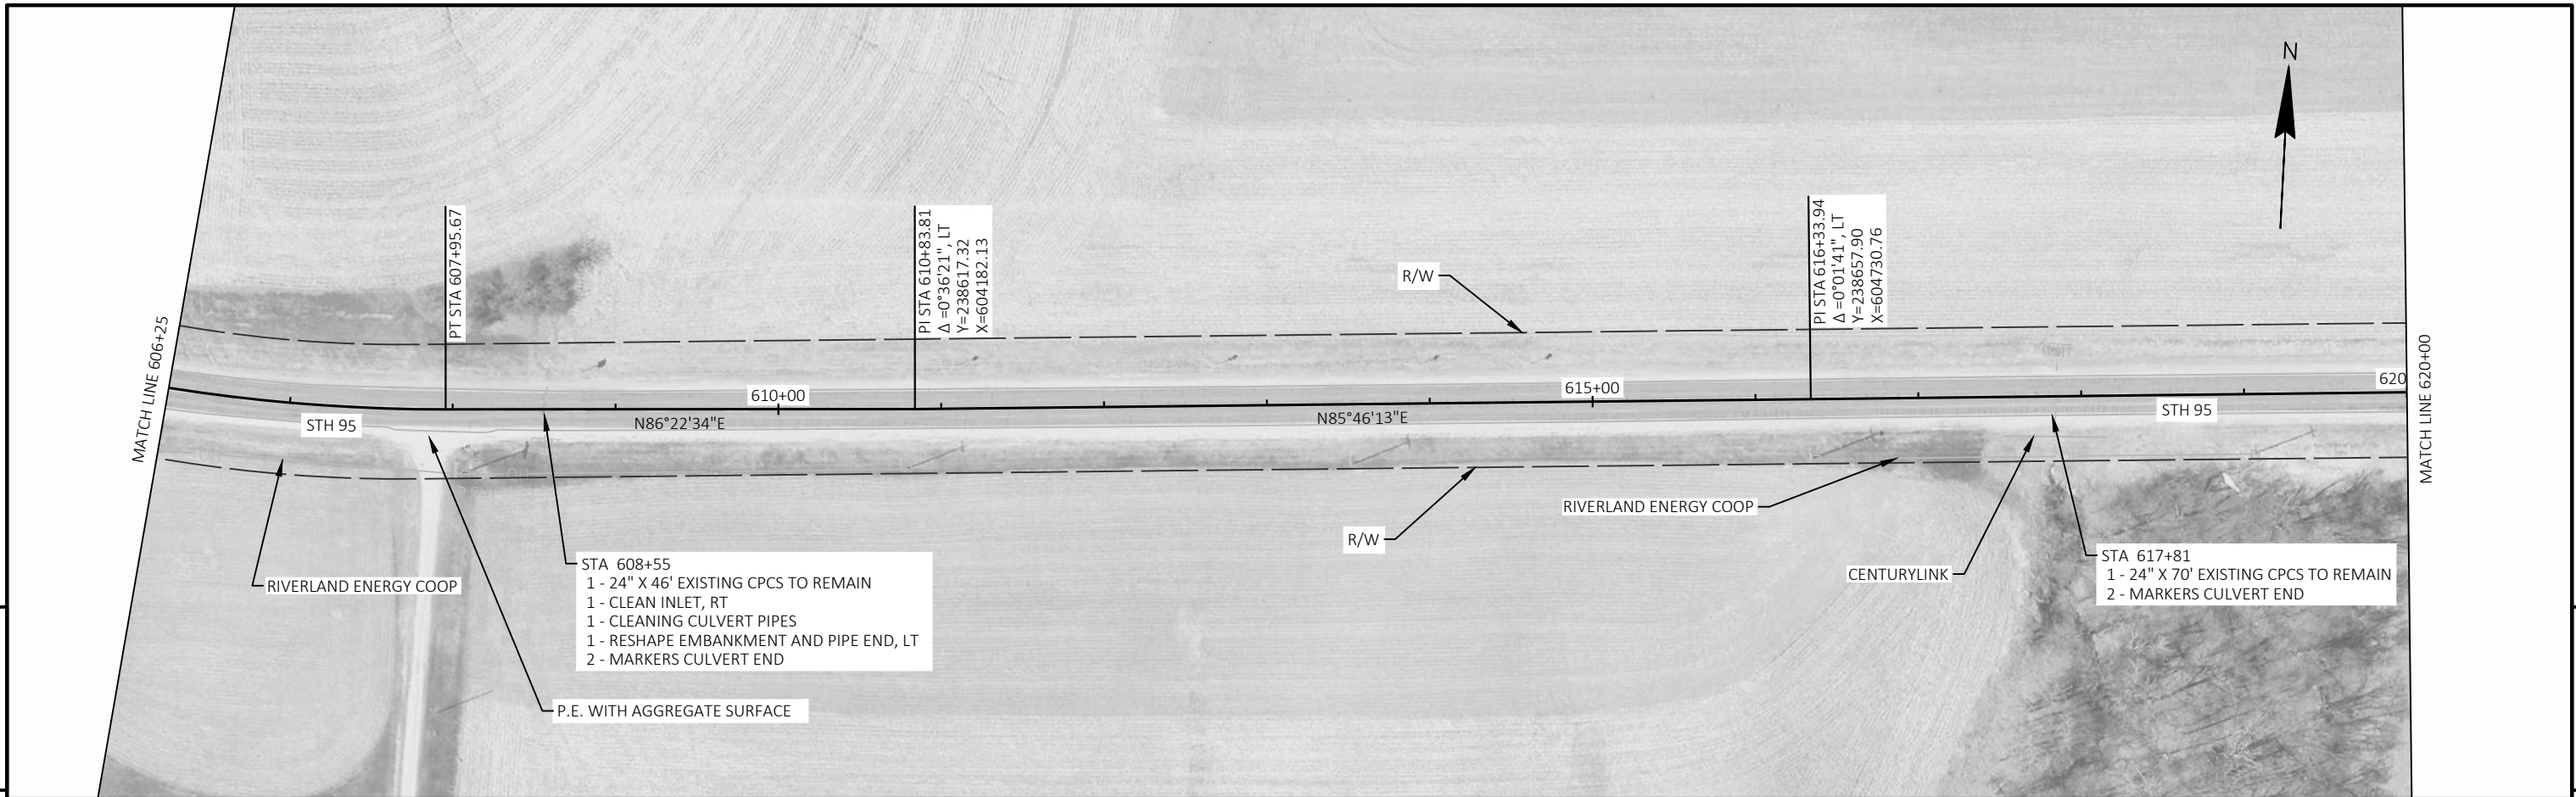 N
MATCH LINE 606+25
PT STA 607+95.67
PI STA 610+83.81
Δ =0°36'21", LT
Y=238617.32
X=604182.13
R/W
PI STA 616+33.94
Δ =0°01'41", LT
Y=238657.90
X=604730.76
MATCH LINE 620+00
610+00
615+00
620
STH 95
N86°22'34"E
N85°46'13"E
STH 95
RIVERLAND ENERGY COOP
STA 608+55
1 - 24" X 46' EXISTING CPCS TO REMAIN
1 - CLEAN INLET, RT
1 - CLEANING CULVERT PIPES
1 - RESHAPE EMBANKMENT AND PIPE END, LT
2 - MARKERS CULVERT END
P.E. WITH AGGREGATE SURFACE
R/W
RIVERLAND ENERGY COOP
CENTURYLINK
STA 617+81
1 - 24" X 70' EXISTING CPCS TO REMAIN
2 - MARKERS CULVERT END